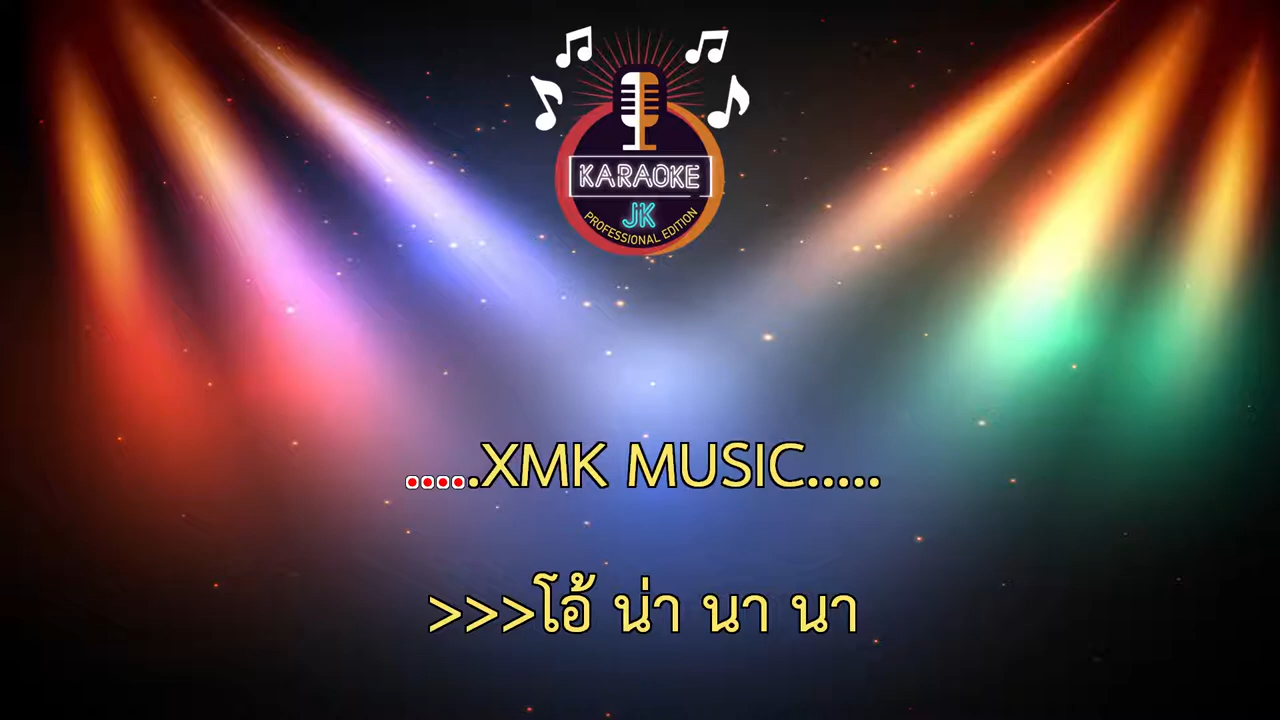 KARAOKE
JK
PROFESSIONAL EDITION
.....XMK MUSIC.....
>>>โอ้ น่า นา นา